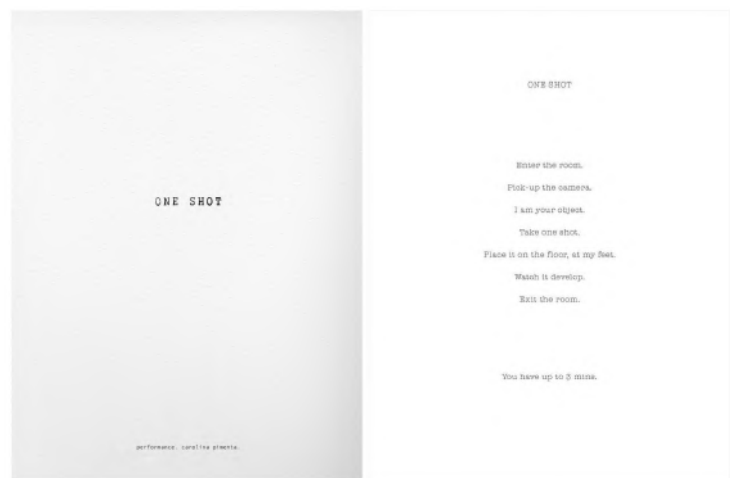 ONE SHOT
performance. carolina pimenta.
ONE SHOT
Enter the room.
Pick-up the camera.
I am your object.
Take one shot.
Place it on the floor, at my feet.
Watch it develop.
Exit the room.
You have up to 3 mins.